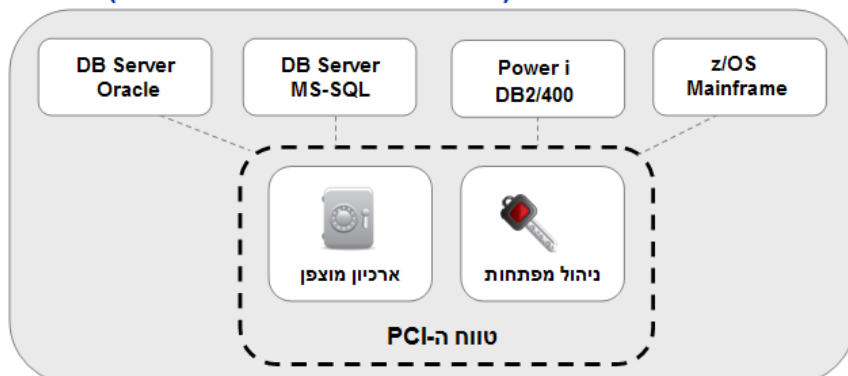 DB Server
Oracle
DB Server
MS-SQL
Power i
DB2/400
z/OS
Mainframe
ארכיון מוצפן
ניהול מפתחות
טווח ה-PCI